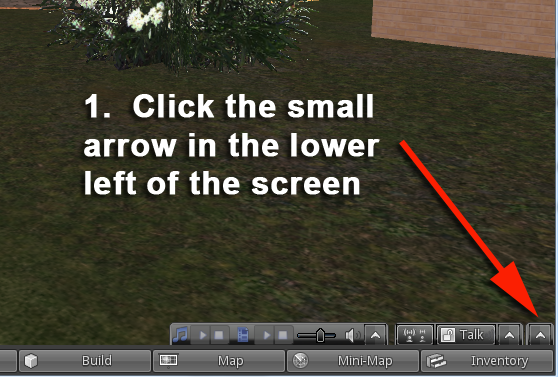 1. Click the small
arrow in the lower
left of the screen
Talk
Build Map Mini-Map Inventory